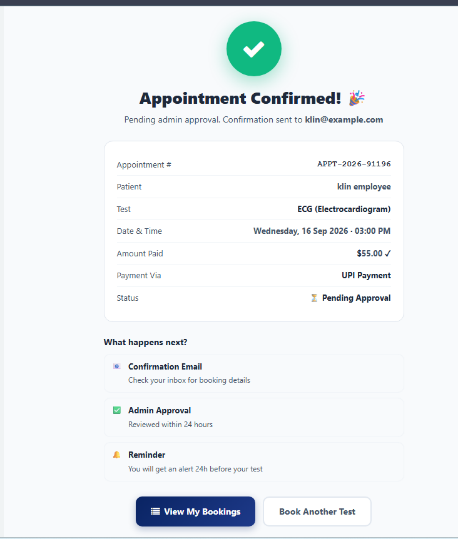 Appointment Confirmed! 🎉
Pending admin approval. Confirmation sent to klin@example.com
Appointment # APPT-2026-91196
Patient klin employee
Test ECG (Electrocardiogram)
Date & Time Wednesday, 16 Sep 2026 · 03:00 PM
Amount Paid $55.00 ✓
Payment Via UPI Payment
Status ⏳ Pending Approval
What happens next?
Confirmation Email
Check your inbox for booking details
Admin Approval
Reviewed within 24 hours
Reminder
You will get an alert 24h before your test
View My Bookings Book Another Test